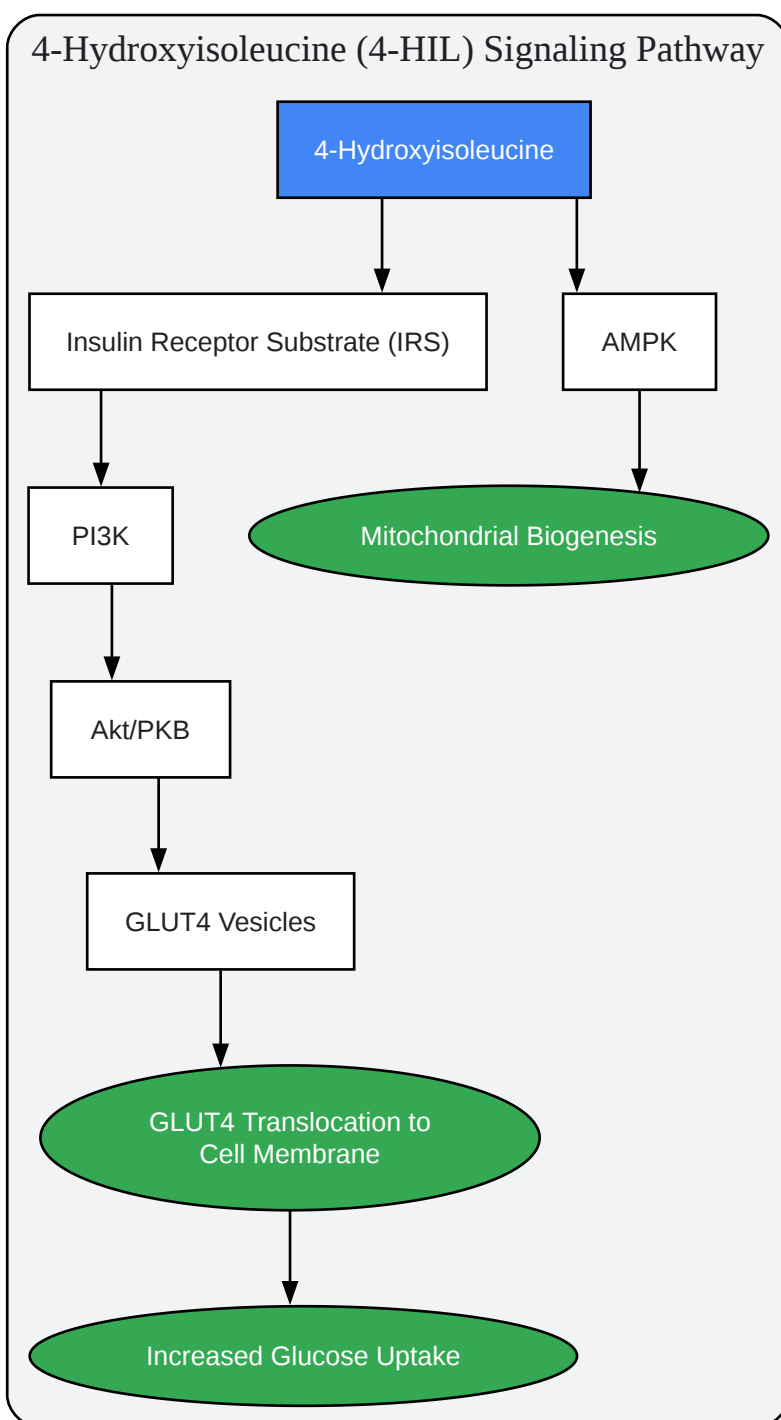 4-Hydroxyisoleucine (4-HIL) Signaling Pathway
4-Hydroxyisoleucine
Insulin Receptor Substrate (IRS)
AMPK
PI3K
Mitochondrial Biogenesis
Akt/PKB
GLUT4 Vesicles
GLUT4 Translocation to
Cell Membrane
Increased Glucose Uptake